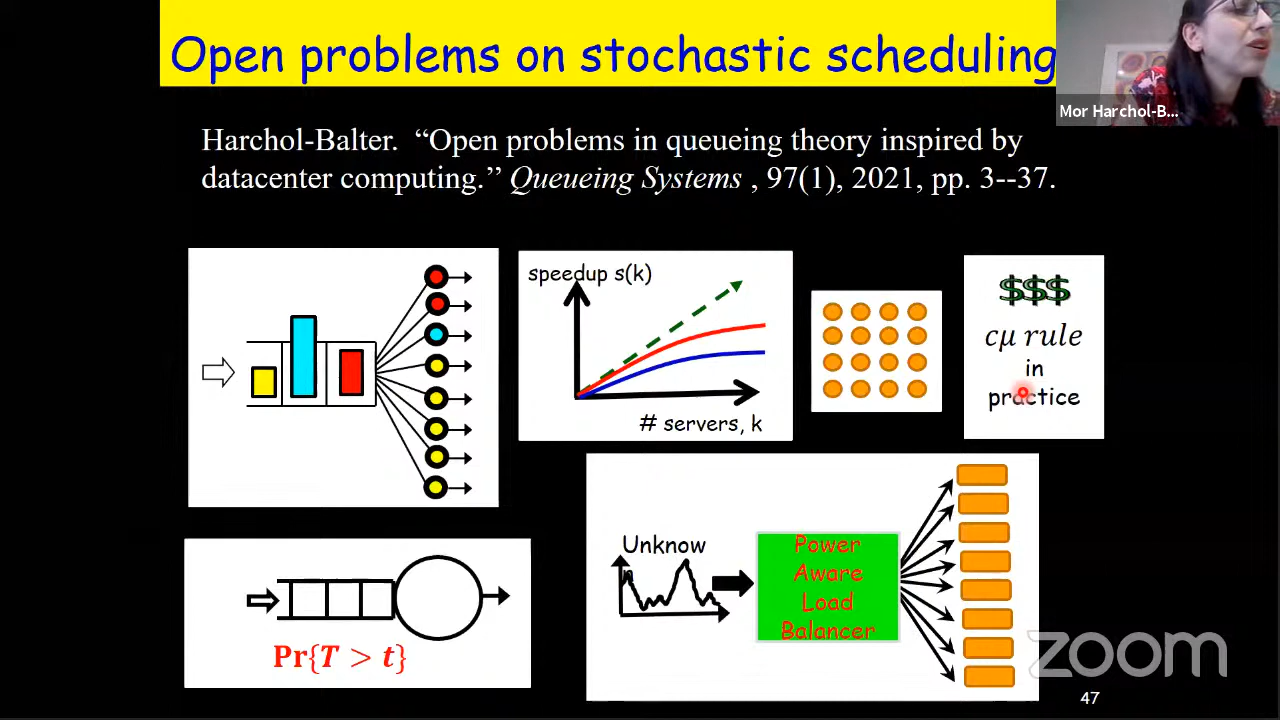 Open problems on stochastic scheduling
Mor Harchol-B...
Harchol-Balter. “Open problems in queueing theory inspired by
datacenter computing.’’ Queueing Systems , 97(1), 2021, pp. 3--37.
speedup s(k)
# servers, k
$$$
cμ rule
in
practice
Pr{T > t}
Unknow
Power
Aware
Load
Balancer
zoom
47